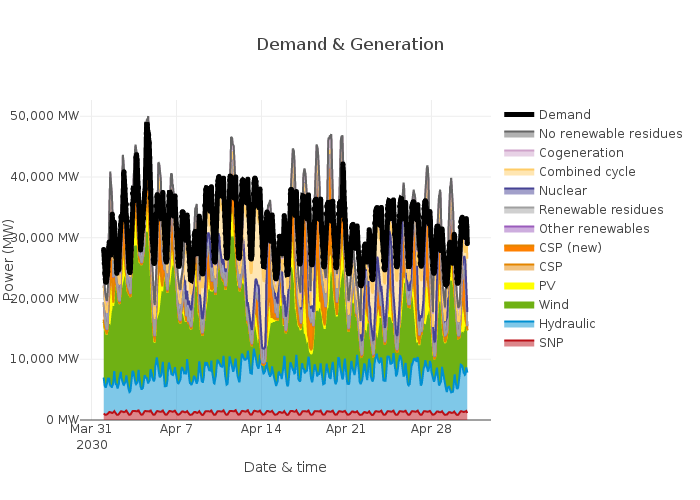 Demand & Generation
50,000 MW
40,000 MW
30,000 MW
20,000 MW
10,000 MW
0 MW
Power (MW)
Mar 31
2030
Apr 7
Apr 14
Apr 21
Apr 28
Date & time
Demand
No renewable residues
Cogeneration
Combined cycle
Nuclear
Renewable residues
Other renewables
CSP (new)
CSP
PV
Wind
Hydraulic
SNP